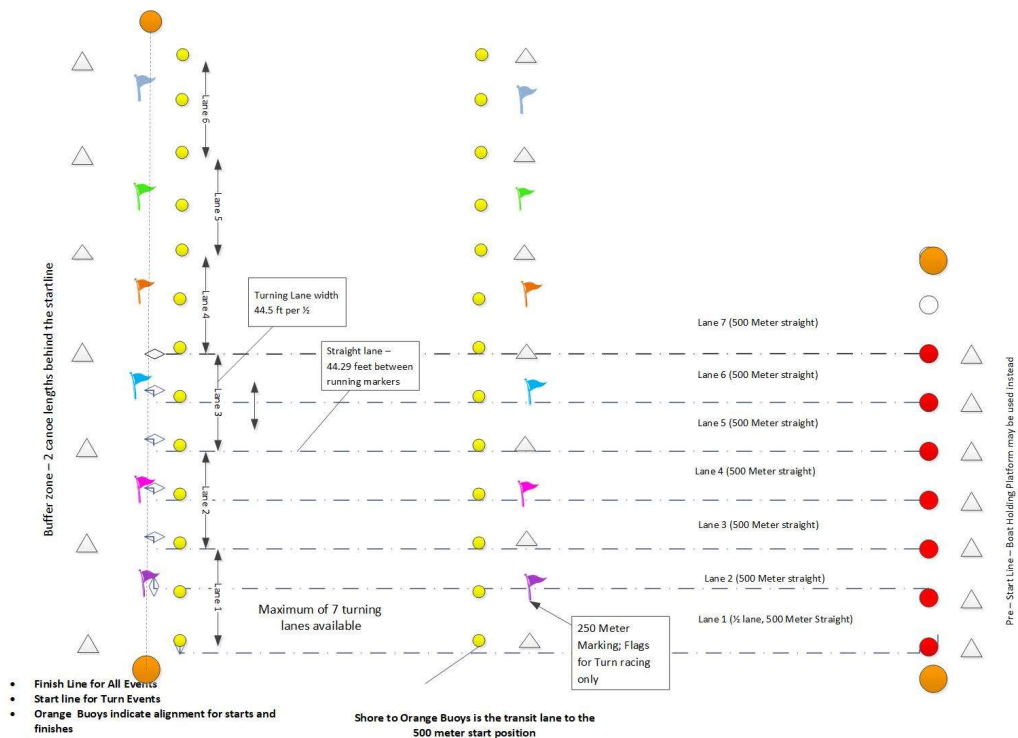 Lane 6
Lane 5
Buffer zone – 2 canoe lengths behind the startline
Turning Lane width
44.5 ft per ½
Lane 4
Lane 7 (500 Meter straight)
Straight lane –
44.29 feet between
running markers
Lane 6 (500 Meter straight)
Pre – Start Line – Boat Holding Platform may be used instead
Lane 3
Lane 5 (500 Meter straight)
Lane 4 (500 Meter straight)
Lane 2
Lane 3 (500 Meter straight)
Lane 2 (500 Meter straight)
Lane 1
Maximum of 7 turning
lanes available
Lane 1 (½ lane, 500 Meter Straight)
250 Meter
Marking; Flags
for Turn racing
only
• Finish Line for All Events
• Start line for Turn Events
• Orange Buoys indicate alignment for starts and
finishes
Shore to Orange Buoys is the transit lane to the
500 meter start position